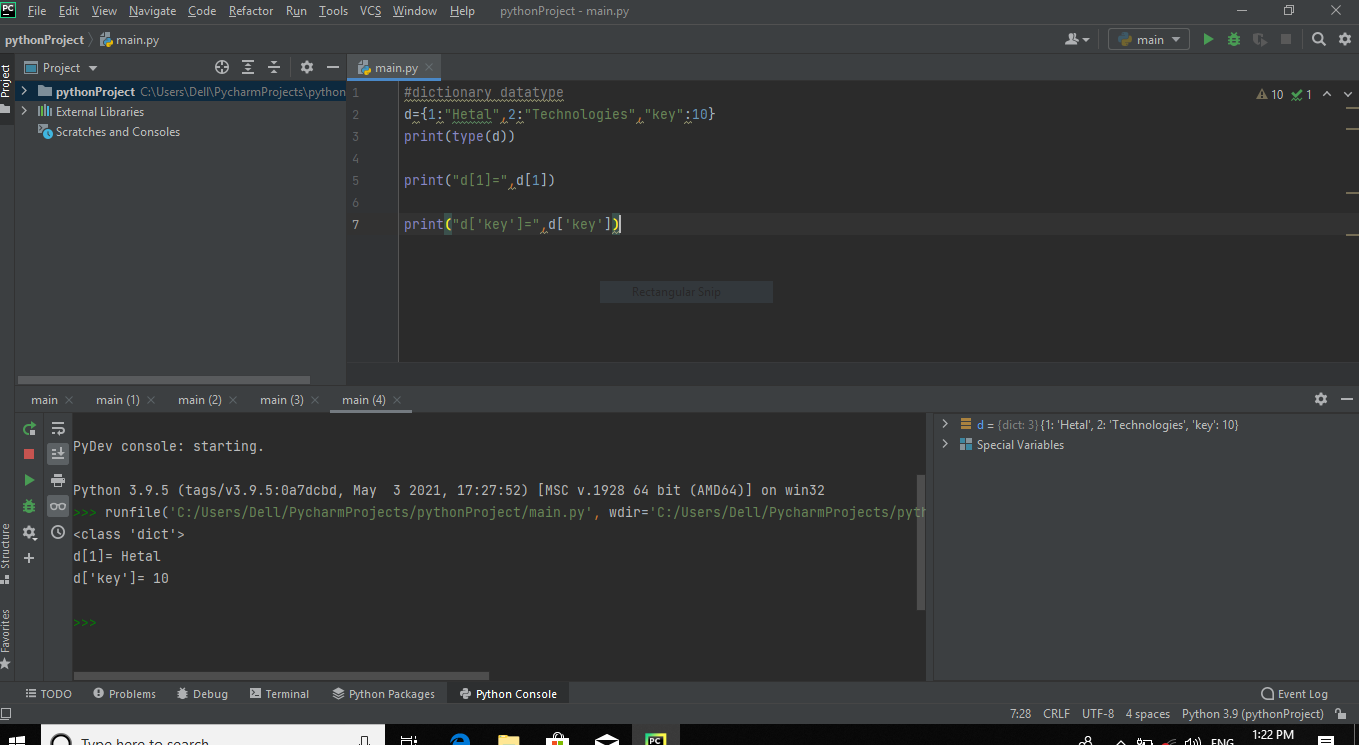 PC File Edit View Navigate Code Refactor Run Tools VCS Window Help pythonProject - main.py
pythonProject main.py main
Project
Project main.py
pythonProject C:\Users\Dell\PycharmProjects\python
External Libraries
Scratches and Consoles
1 #dictionary datatype
10 1
2 d={1:"Hetal",2:"Technologies","key":10}
3 print(type(d))
4
5 print("d[1]=",d[1])
6
7 print("d['key']=",d['key'])
Rectangular Snip
main main (1) main (2) main (3) main (4)
PyDev console: starting.
Python 3.9.5 (tags/v3.9.5:0a7dcbd, May 3 2021, 17:27:52) [MSC v.1928 64 bit (AMD64)] on win32
>>> runfile('C:/Users/Dell/PycharmProjects/pythonProject/main.py', wdir='C:/Users/Dell/PycharmProjects/pyth
<class 'dict'>
d[1]= Hetal
d['key']= 10
>>>
d = {dict: 3} {1: 'Hetal', 2: 'Technologies', 'key': 10}
Special Variables
Structure
Favorites
TODO Problems Debug Terminal Python Packages Python Console Event Log
7:28 CRLF UTF-8 4 spaces Python 3.9 (pythonProject)
Type here to search
PC
ENG
1:22 PM